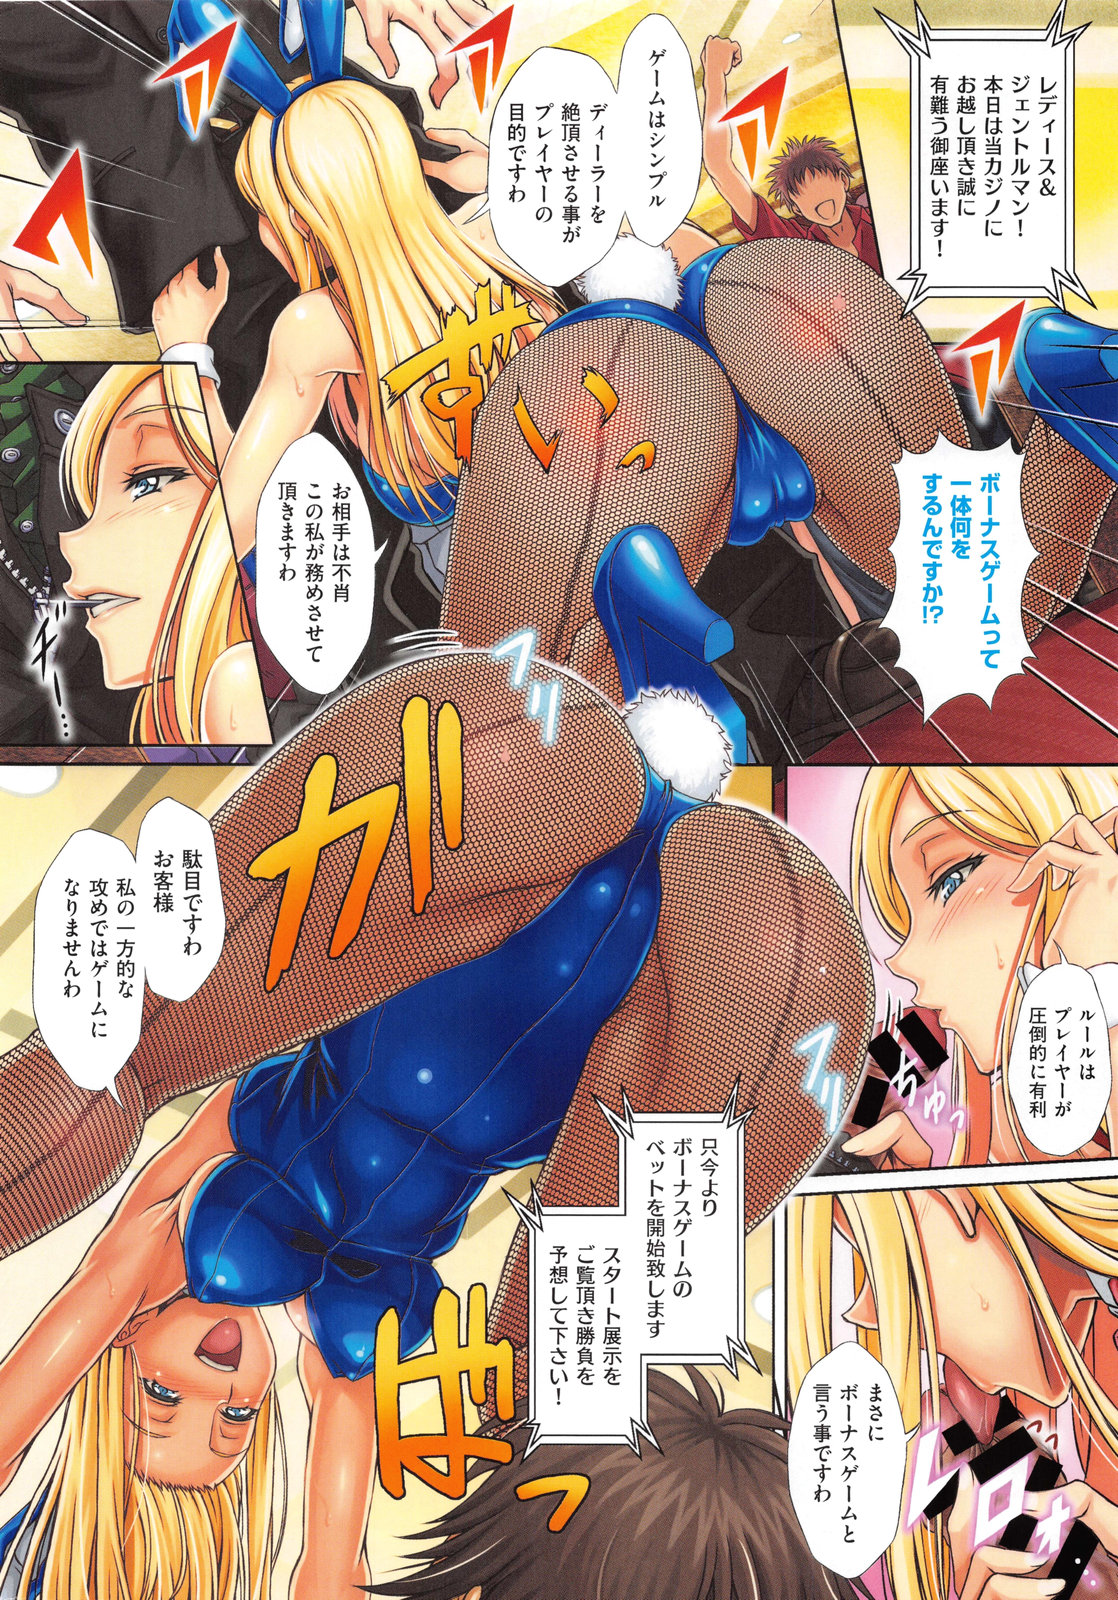 レディース&
ジェントルマン!
本日は当カジノに
お越し頂き誠に
有難う御座います!
ボーナスゲームって
一体何を
するんですか!?
ゲームはシンプル
ディーラーを
絶頂させる事が
プレイヤーの
目的ですわ
ずいっ
お相手は不肖
この私が務めさせて
頂きますわ
ギ…
ルールは
プレイヤーが
圧倒的に有利
ちゅっ
まさに
ボーナスゲームと
言う事ですわ
レロォ
フリ
フリ
駄目ですわ
お客様
私の一方的な
攻めではゲームに
なりませんわ
ガ
ばっ
只今より
ボーナスゲームの
ベットを開始致します
スタート展示を
ご覧頂き勝負を
予想して下さい!